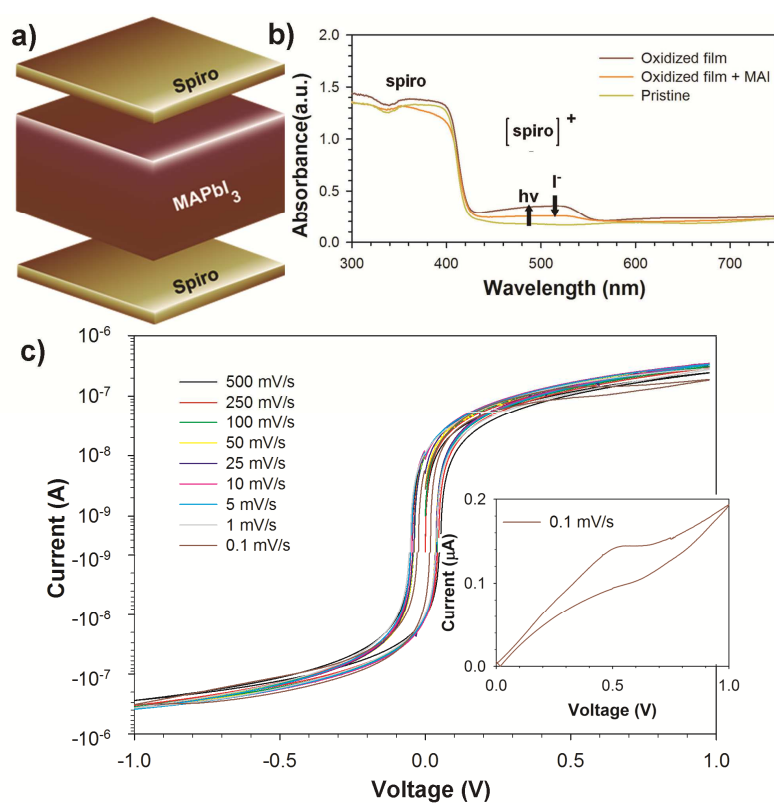 a)
Spiro
MAPbI3
Spiro
b)
2.0
1.5
1.0
0.5
0.0
Absorbance(a.u.)
spiro
Oxidized film
Oxidized film + MAI
Pristine
[spiro]+
hν
I-
300 400 500 600 700
Wavelength (nm)
c)
10-6
10-7
10-8
10-9
-10-9
-10-8
-10-7
-10-6
Current (A)
500 mV/s
250 mV/s
100 mV/s
50 mV/s
25 mV/s
10 mV/s
5 mV/s
1 mV/s
0.1 mV/s
0.2
0.1
0.0
Current (µA)
0.1 mV/s
0.0 0.5 1.0
Voltage (V)
-1.0 -0.5 0.0 0.5 1.0
Voltage (V)